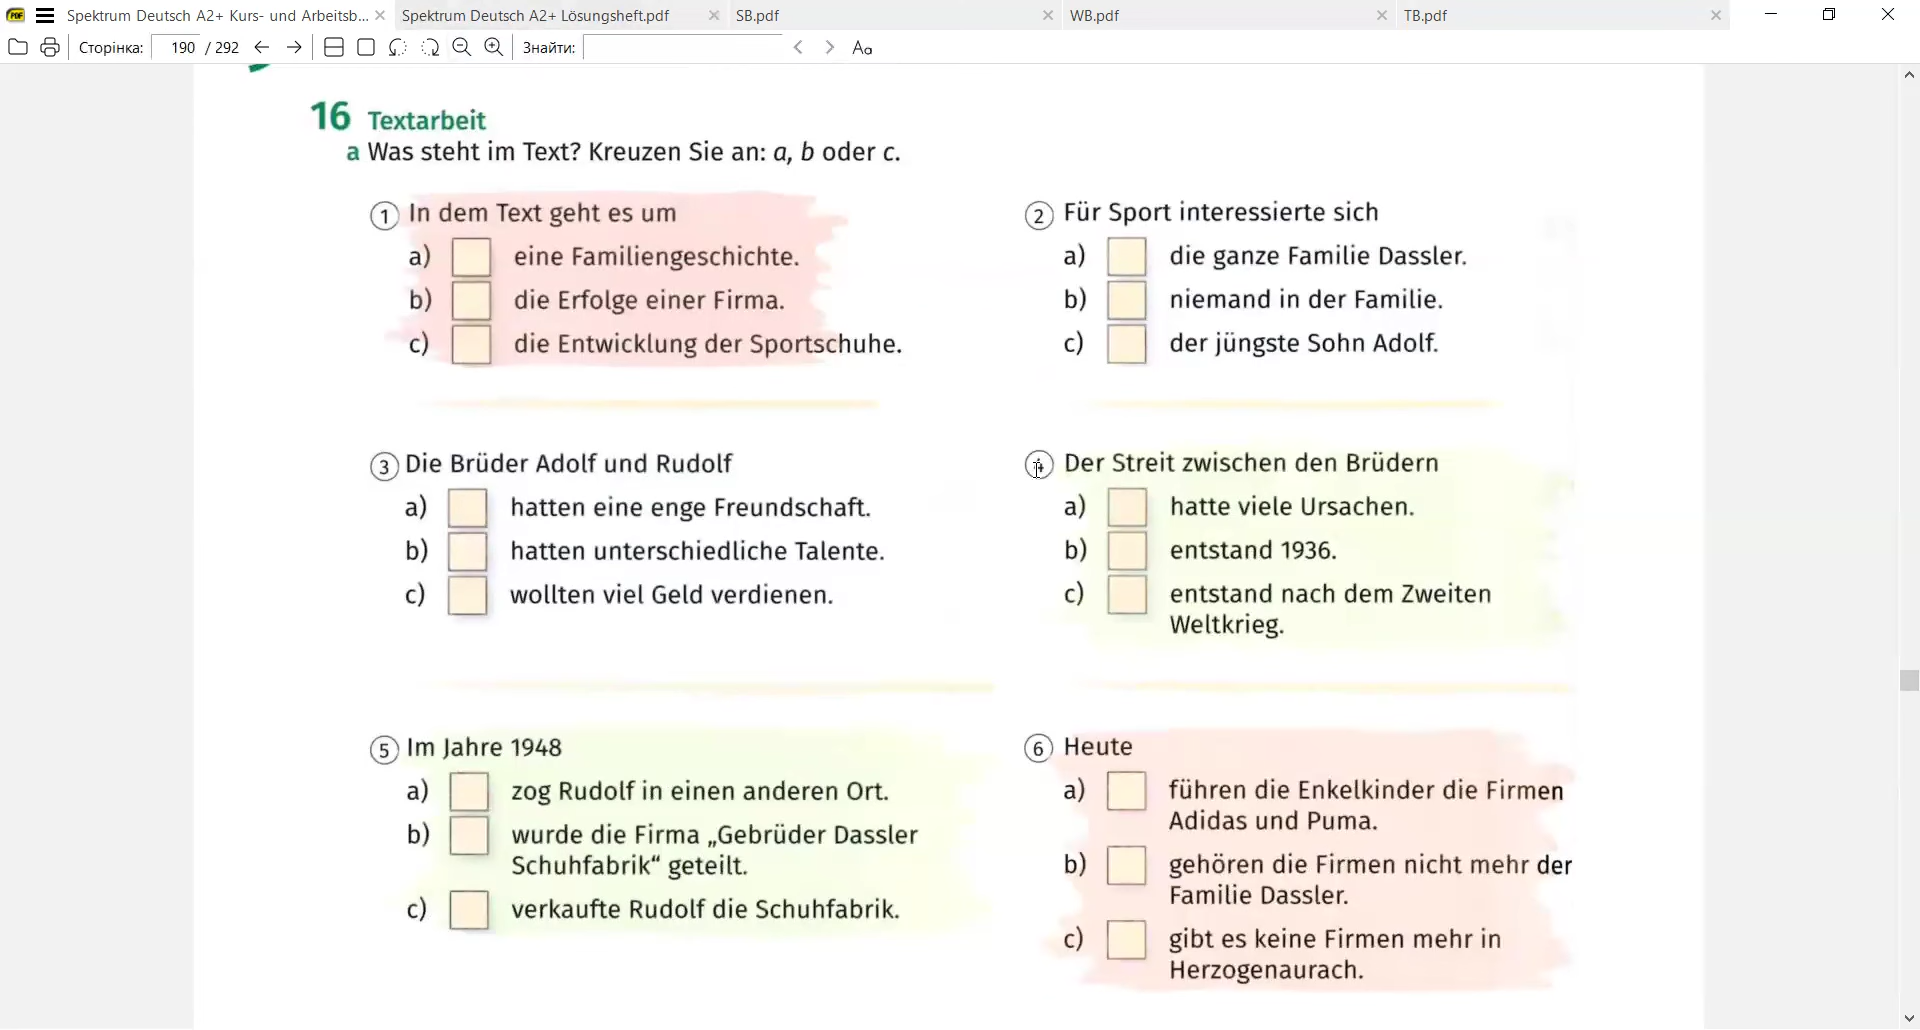 Spektrum Deutsch A2+ Kurs- und Arbeitsb...
Spektrum Deutsch A2+ Lösungsheft.pdf
SB.pdf
WB.pdf
TB.pdf
Сторінка: 190 / 292
Знайти:
Aa
16 Textarbeit
a Was steht im Text? Kreuzen Sie an: a, b oder c.
1 In dem Text geht es um
a) eine Familiengeschichte.
b) die Erfolge einer Firma.
c) die Entwicklung der Sportschuhe.
2 Für Sport interessierte sich
a) die ganze Familie Dassler.
b) niemand in der Familie.
c) der jüngste Sohn Adolf.
3 Die Brüder Adolf und Rudolf
a) hatten eine enge Freundschaft.
b) hatten unterschiedliche Talente.
c) wollten viel Geld verdienen.
4 Der Streit zwischen den Brüdern
a) hatte viele Ursachen.
b) entstand 1936.
c) entstand nach dem Zweiten
Weltkrieg.
5 Im Jahre 1948
a) zog Rudolf in einen anderen Ort.
b) wurde die Firma „Gebrüder Dassler
Schuhfabrik“ geteilt.
c) verkaufte Rudolf die Schuhfabrik.
6 Heute
a) führen die Enkelkinder die Firmen
Adidas und Puma.
b) gehören die Firmen nicht mehr der
Familie Dassler.
c) gibt es keine Firmen mehr in
Herzogenaurach.